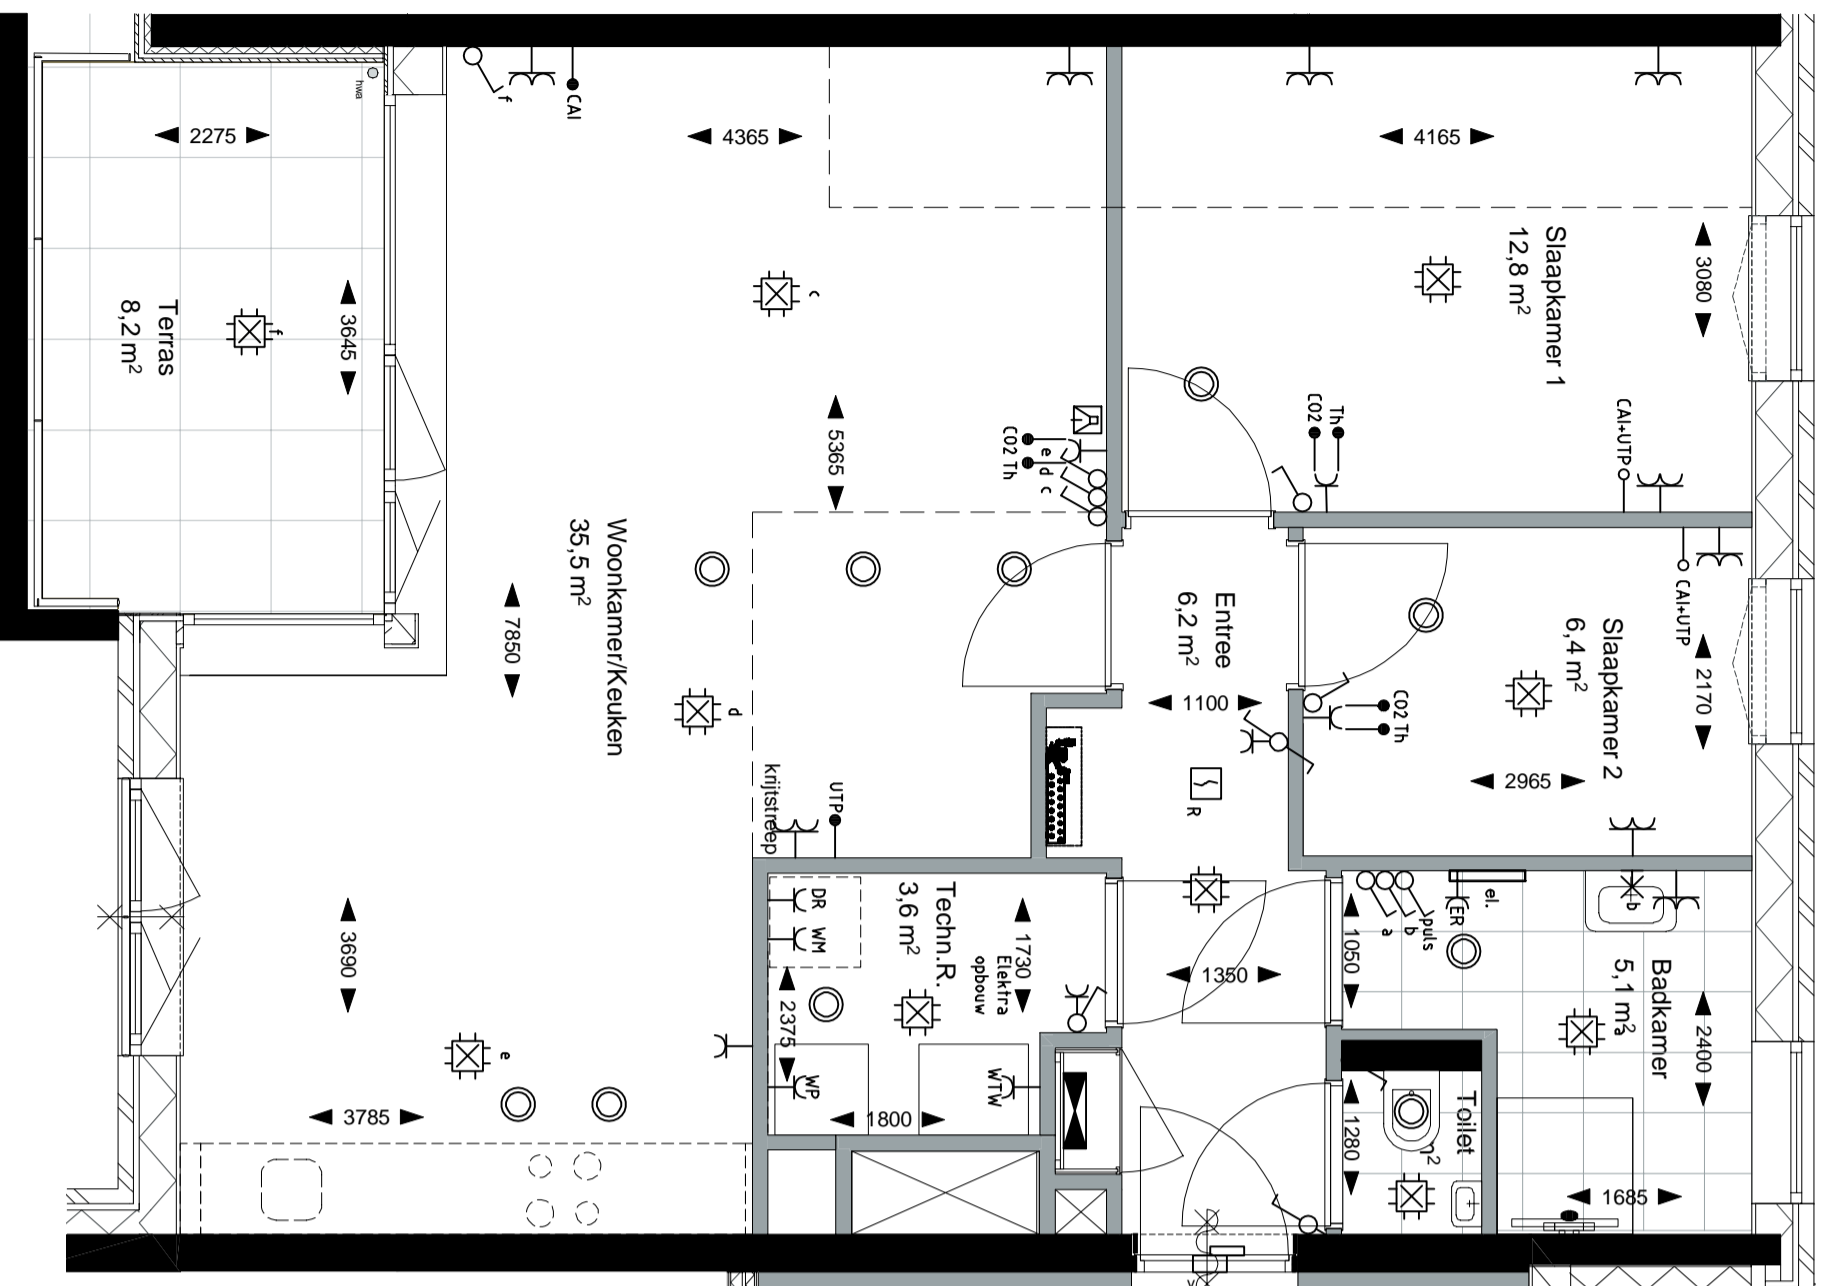 hwa
f
CAI
2275
4365
4165
Slaapkamer 1
12,8 m²
3080
c
Terras
8,2 m²
f
3645
5365
CO2 Th
e d c
CO2
Th
CAI+UTP
Woonkamer/Keuken
35,5 m²
7850
Entree
6,2 m²
1100
R
Slaapkamer 2
6,4 m²
CAI+UTP
2170
CO2 Th
2965
d
krijtstreep
UTP
DR
WM
Techn.R.
3,6 m²
1730
Elektra
opbouw
2375
WP
WTW
1800
1350
1050
a
b
puls
el.
ER
b
Badkamer
5,1 m²
a
2400
3690
e
3785
1280
Toilet
m²
1685